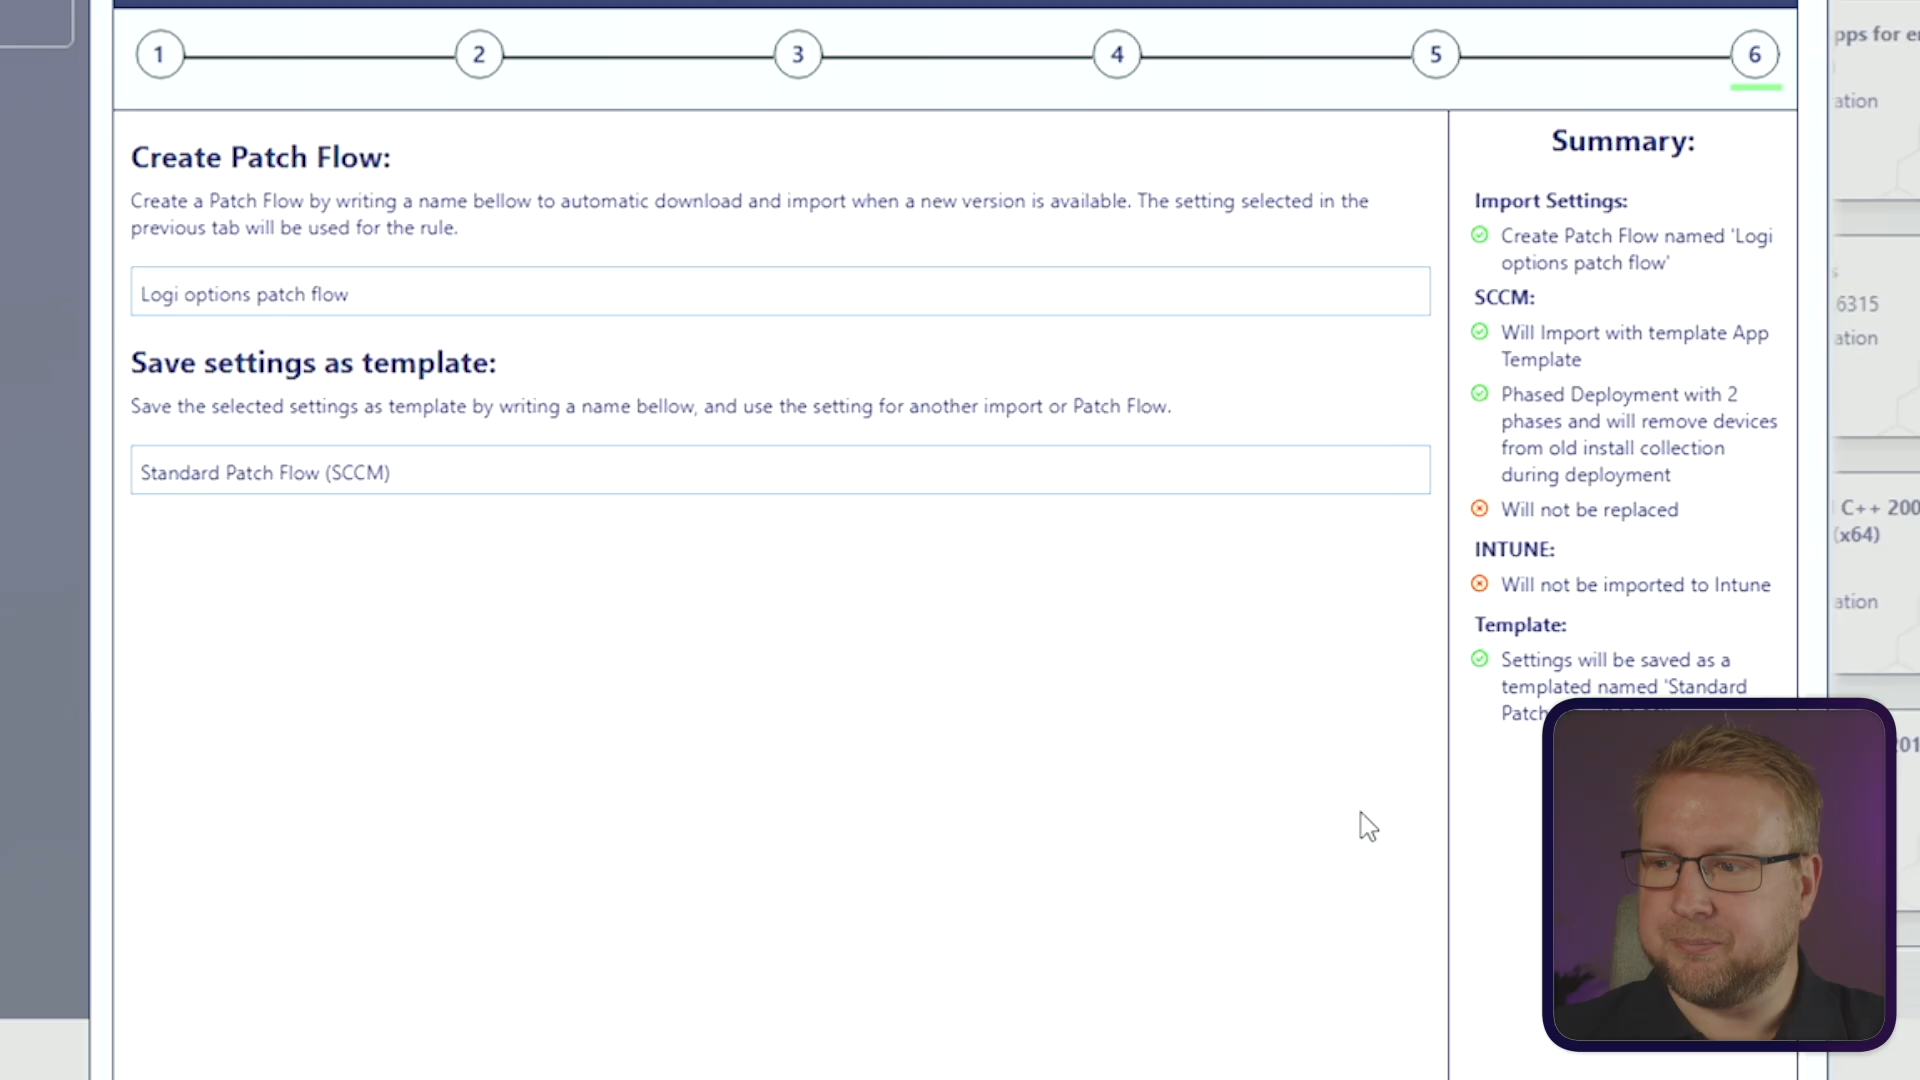 1 2 3 4 5 6
Create Patch Flow:
Create a Patch Flow by writing a name bellow to automatic download and import when a new version is available. The setting selected in the
previous tab will be used for the rule.
Logi options patch flow
Save settings as template:
Save the selected settings as template by writing a name bellow, and use the setting for another import or Patch Flow.
Standard Patch Flow (SCCM)
Summary:
Import Settings:
Create Patch Flow named 'Logi
options patch flow'
SCCM:
Will Import with template App
Template
Phased Deployment with 2
phases and will remove devices
from old install collection
during deployment
Will not be replaced
INTUNE:
Will not be imported to Intune
Template:
Settings will be saved as a
templated named 'Standard
Patch
pps for e
ation
6315
ation
C++ 200
(x64)
ation
201